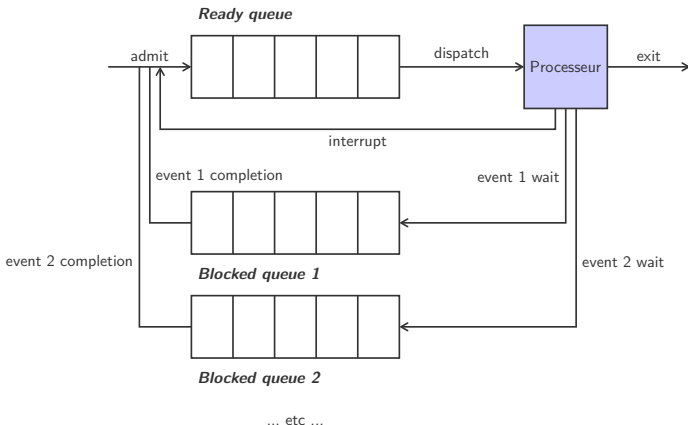 Ready queue
admit
dispatch
Processeur
exit
interrupt
event 1 completion
event 1 wait
event 2 completion
Blocked queue 1
event 2 wait
Blocked queue 2
... etc ...